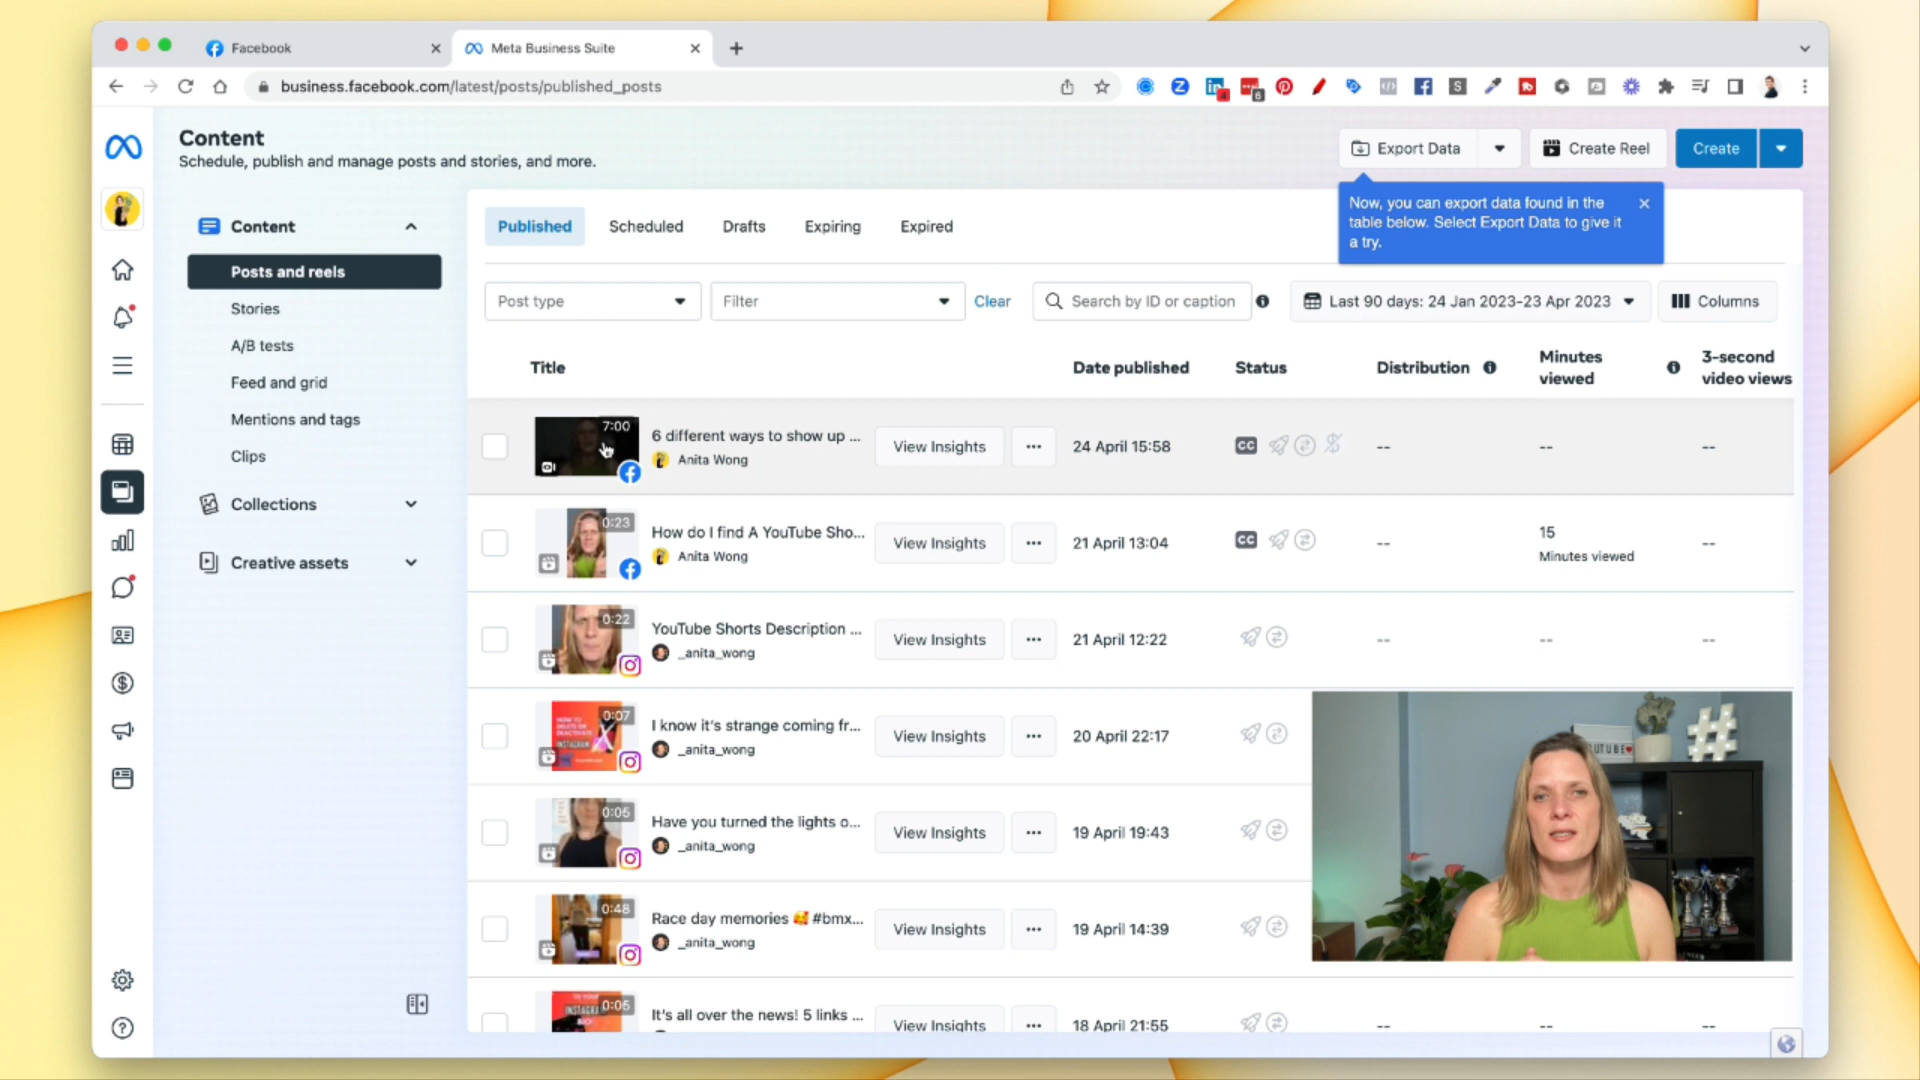 Facebook
Meta Business Suite
business.facebook.com/latest/posts/published_posts
4
6
Content
Schedule, publish and manage posts and stories, and more.
Export Data
Create Reel
Create
Now, you can export data found in the
table below. Select Export Data to give it
a try.
Content
Posts and reels
Stories
A/B tests
Feed and grid
Mentions and tags
Clips
Collections
Creative assets
Published
Scheduled
Drafts
Expiring
Expired
Post type
Filter
Clear
Search by ID or caption
Last 90 days: 24 Jan 2023-23 Apr 2023
Columns
Title
Date published
Status
Distribution
Minutes
viewed
3-second
video views
7:00
6 different ways to show up ...
Anita Wong
View Insights
24 April 15:58
CC
--
--
--
0:23
How do I find A YouTube Sho...
Anita Wong
View Insights
21 April 13:04
CC
--
15
Minutes viewed
--
0:22
YouTube Shorts Description ...
_anita_wong
View Insights
21 April 12:22
--
--
--
0:07
I know it's strange coming fr...
_anita_wong
View Insights
20 April 22:17
0:05
Have you turned the lights o...
_anita_wong
View Insights
19 April 19:43
0:48
Race day memories 🥰 #bmx...
_anita_wong
View Insights
19 April 14:39
0:05
It's all over the news! 5 links ...
View Insights
18 April 21:55
--
--
--